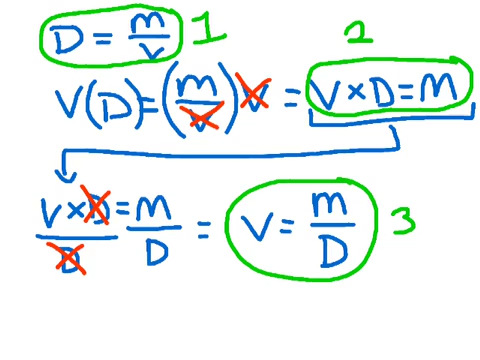 D = m/v 1
2
V(D) = (m/v)V = V × D = M
V × D/D = m/D = V = m/D 3